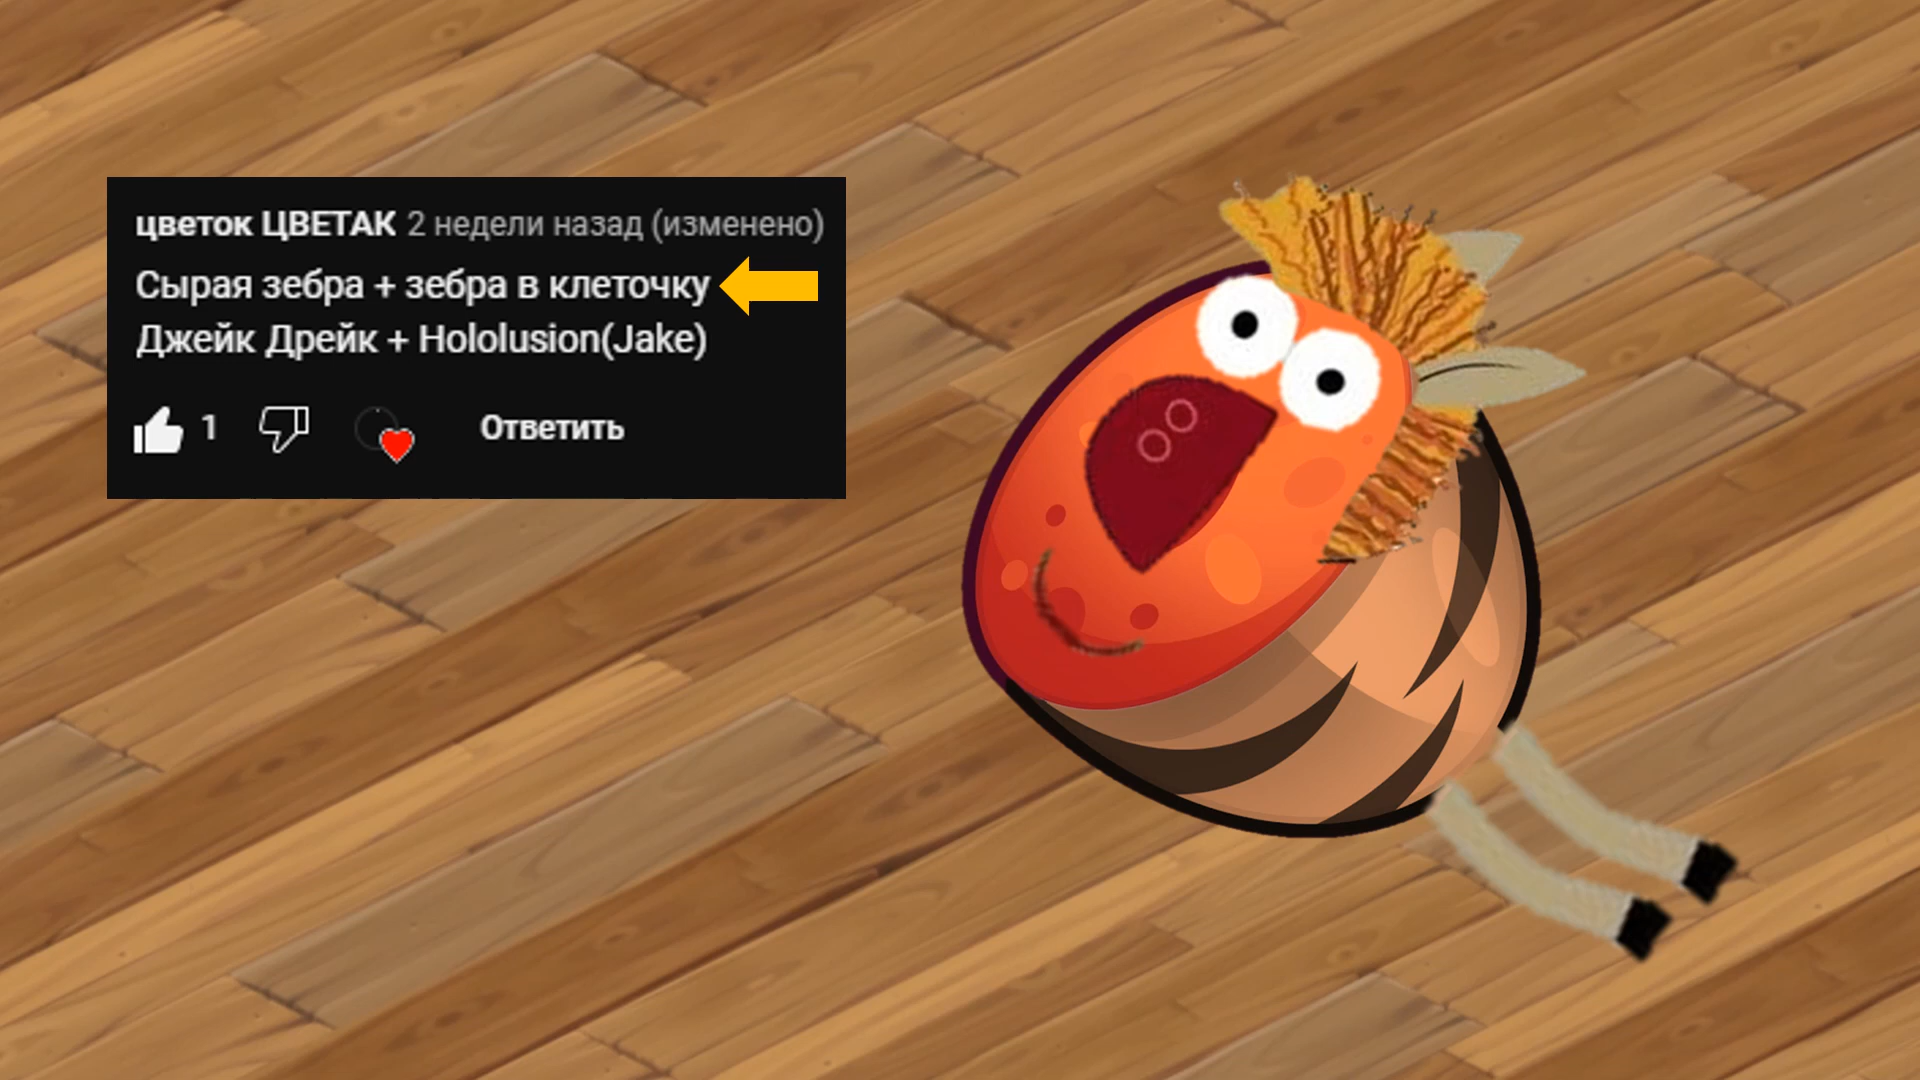 цветок ЦВЕТАК 2 недели назад (изменено)
Сырая зебра + зебра в клеточку
Джейк Дрейк + Hololusion(Jake)
1 Ответить